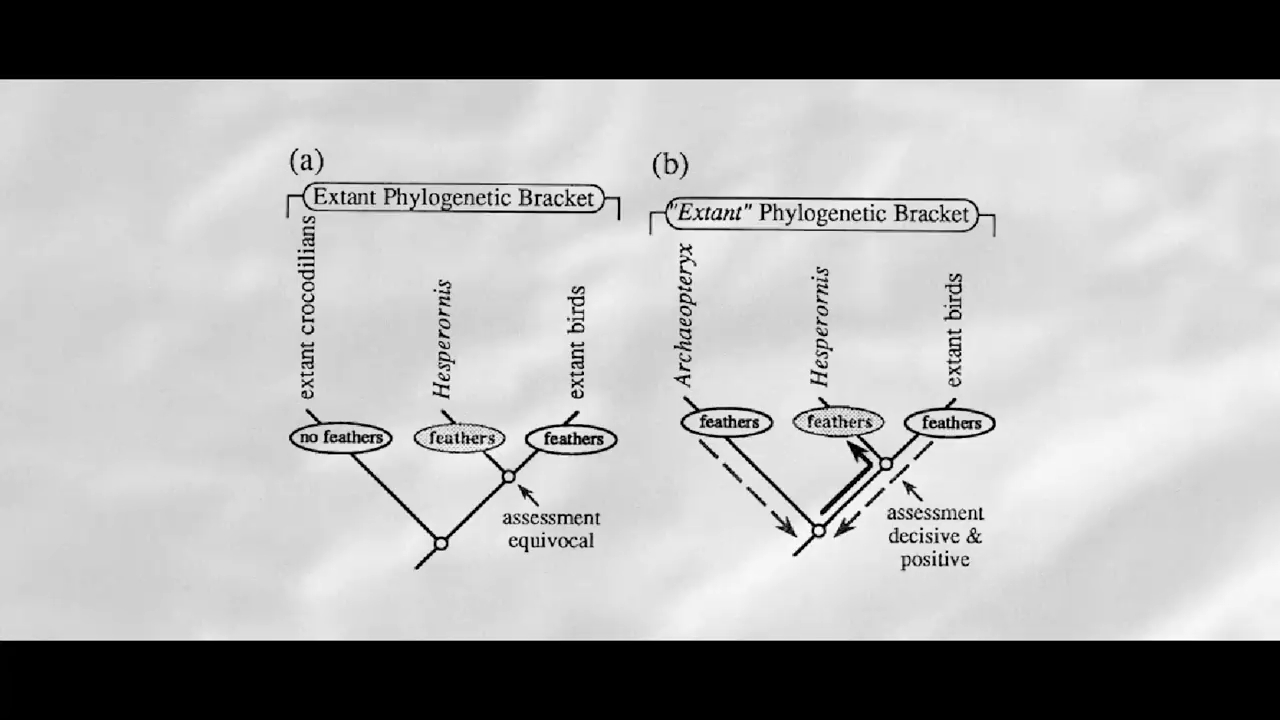 (a)
Extant Phylogenetic Bracket
extant crocodilians
Hesperornis
extant birds
no feathers
feathers
feathers
assessment
equivocal
(b)
"Extant" Phylogenetic Bracket
Archaeopteryx
Hesperornis
extant birds
feathers
feathers
feathers
assessment
decisive &
positive